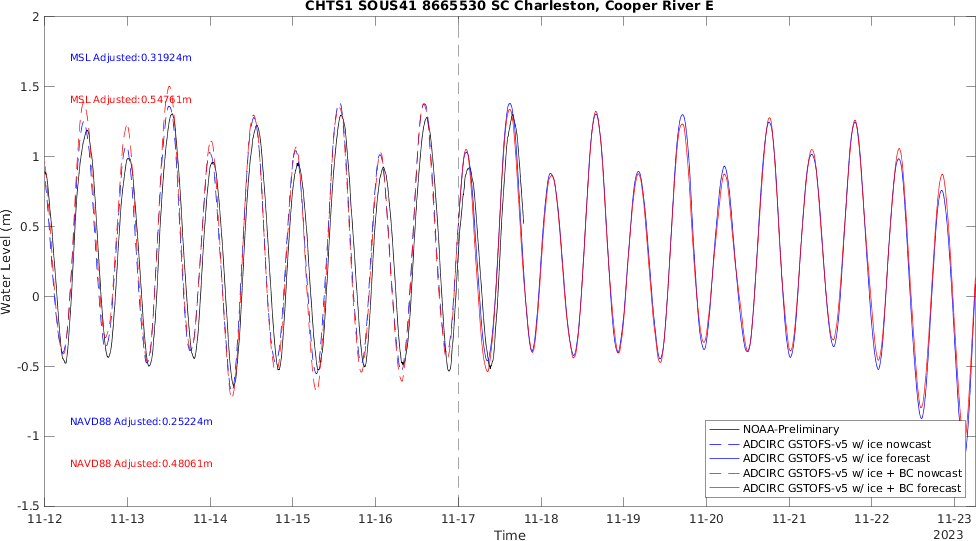 CHTS1 SOUS41 8665530 SC Charleston, Cooper River E
2
1.5
1
0.5
0
-0.5
-1
-1.5
Water Level (m)
MSL Adjusted:0.31924m
MSL Adjusted:0.54761m
NAVD88 Adjusted:0.25224m
NAVD88 Adjusted:0.48061m
NOAA-Preliminary
ADCIRC GSTOFS-v5 w/ ice nowcast
ADCIRC GSTOFS-v5 w/ ice forecast
ADCIRC GSTOFS-v5 w/ ice + BC nowcast
ADCIRC GSTOFS-v5 w/ ice + BC forecast
11-12 11-13 11-14 11-15 11-16 11-17 11-18 11-19 11-20 11-21 11-22 11-23
Time
2023